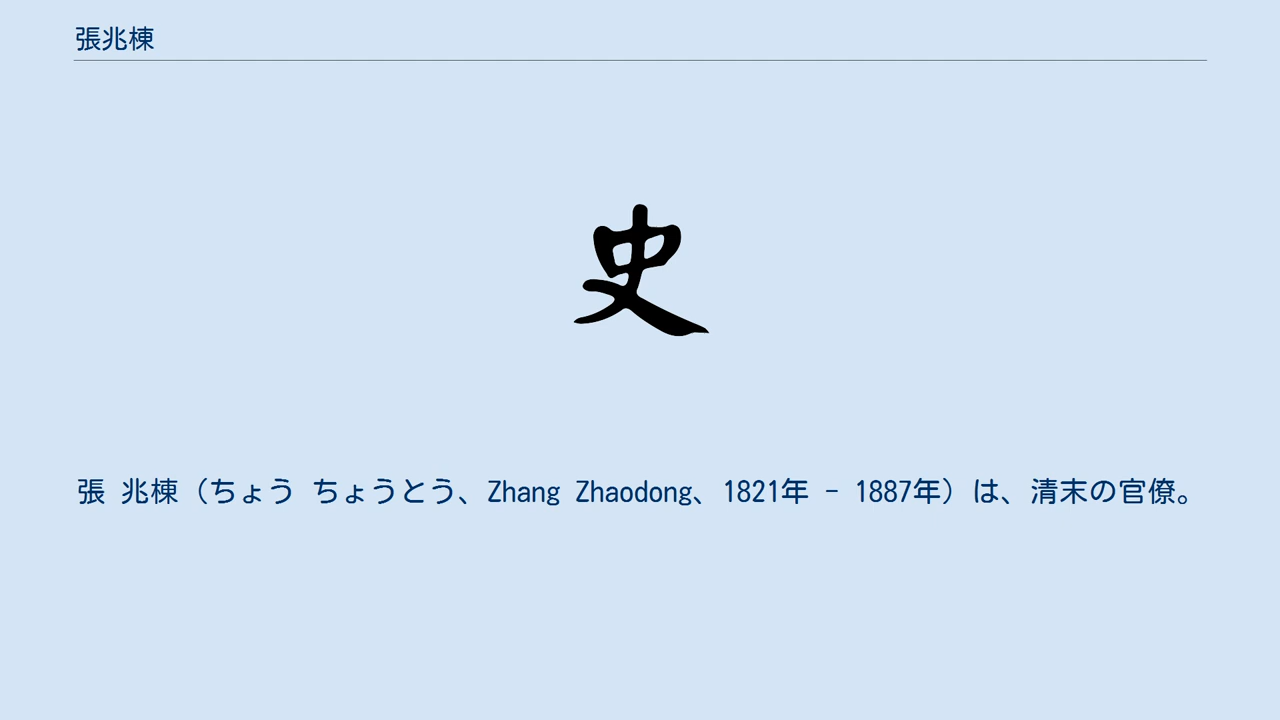 張兆棟
史
張 兆棟（ちょう ちょうとう、Zhang Zhaodong、1821年 - 1887年）は、清末の官僚。